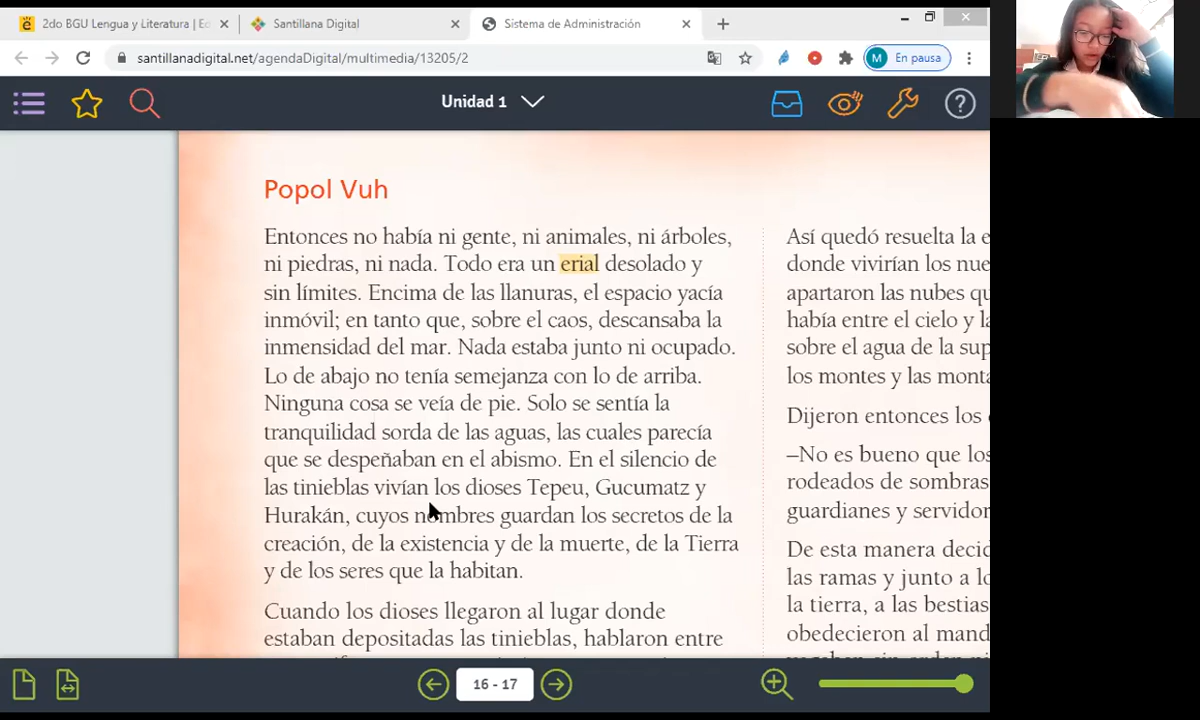 2do BGU Lengua y Literatura | Ec
Santillana Digital
Sistema de Administración
santillanadigital.net/agendaDigital/multimedia/13205/2
M En pausa
Unidad 1
Popol Vuh
Entonces no había ni gente, ni animales, ni árboles,
ni piedras, ni nada. Todo era un erial desolado y
sin límites. Encima de las llanuras, el espacio yacía
inmóvil; en tanto que, sobre el caos, descansaba la
inmensidad del mar. Nada estaba junto ni ocupado.
Lo de abajo no tenía semejanza con lo de arriba.
Ninguna cosa se veía de pie. Solo se sentía la
tranquilidad sorda de las aguas, las cuales parecía
que se despeñaban en el abismo. En el silencio de
las tinieblas vivían los dioses Tepeu, Gucumatz y
Hurakán, cuyos nombres guardan los secretos de la
creación, de la existencia y de la muerte, de la Tierra
y de los seres que la habitan.
Cuando los dioses llegaron al lugar donde
estaban depositadas las tinieblas, hablaron entre
Así quedó resuelta la e
donde vivirían los nue
apartaron las nubes qu
había entre el cielo y la
sobre el agua de la sup
los montes y las monta
Dijeron entonces los
–No es bueno que los
rodeados de sombras
guardianes y servidor
De esta manera decid
las ramas y junto a lo
la tierra, a las bestias
obedecieron al mand
16 - 17